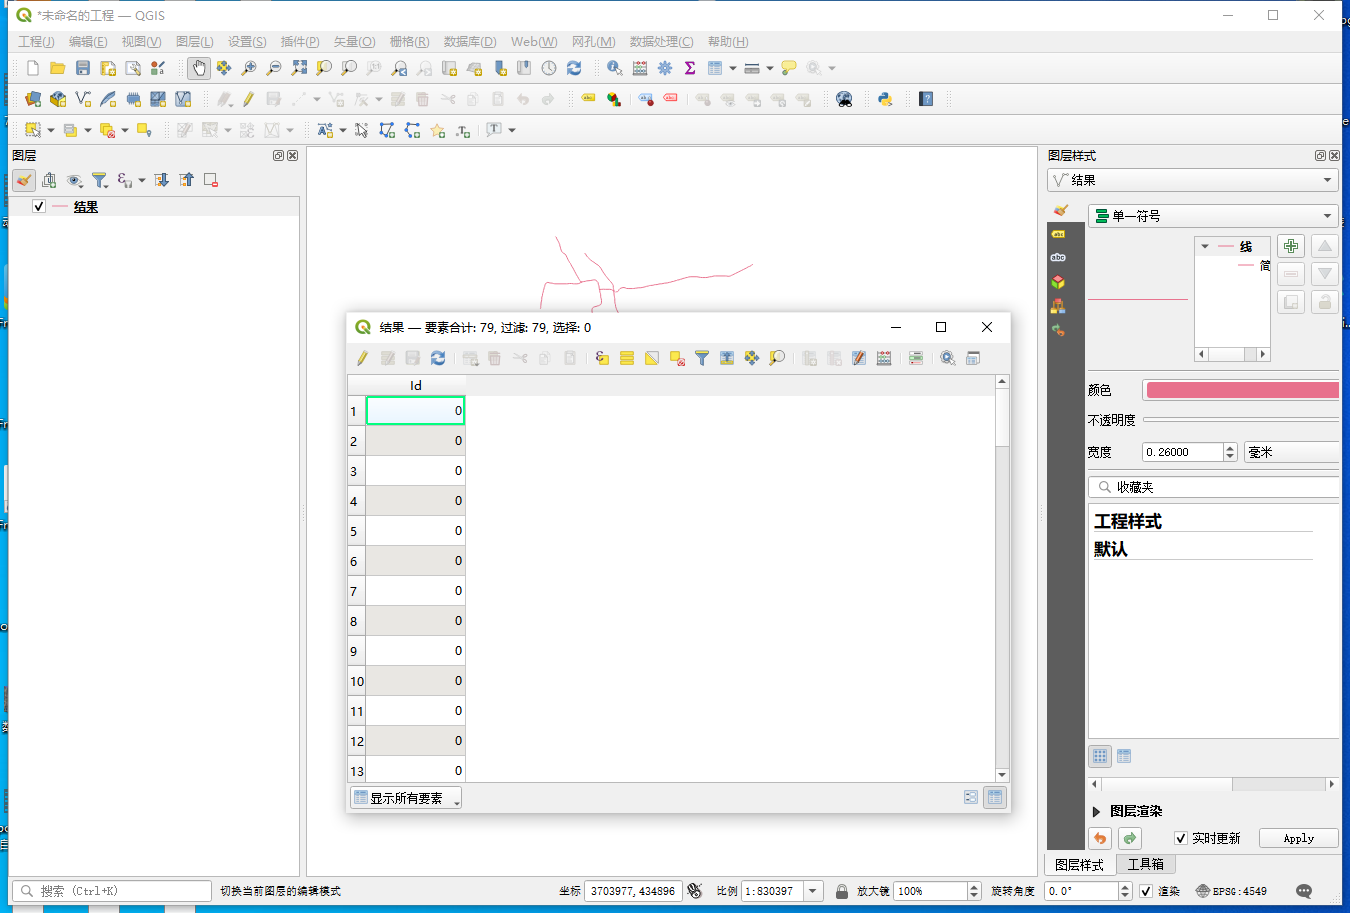 *未命名的工程 — QGIS
工程(J) 编辑(E) 视图(V) 图层(L) 设置(S) 插件(P) 矢量(O) 栅格(R) 数据库(D) Web(W) 网孔(M) 数据处理(C) 帮助(H)
图层
结果
图层样式
结果
单一符号
线
简
颜色
不透明度
宽度 0.26000 毫米
收藏夹
工程样式
默认
图层渲染
实时更新 Apply
图层样式 工具箱
结果 — 要素合计: 79, 过滤: 79, 选择: 0
Id
1 0
2 0
3 0
4 0
5 0
6 0
7 0
8 0
9 0
10 0
11 0
12 0
13 0
显示所有要素
搜索 (Ctrl+K) 切换当前图层的编辑模式 坐标 3703977,434896 比例 1:830397 放大镜 100% 旋转角度 0.0° 渲染 EPSG:4549